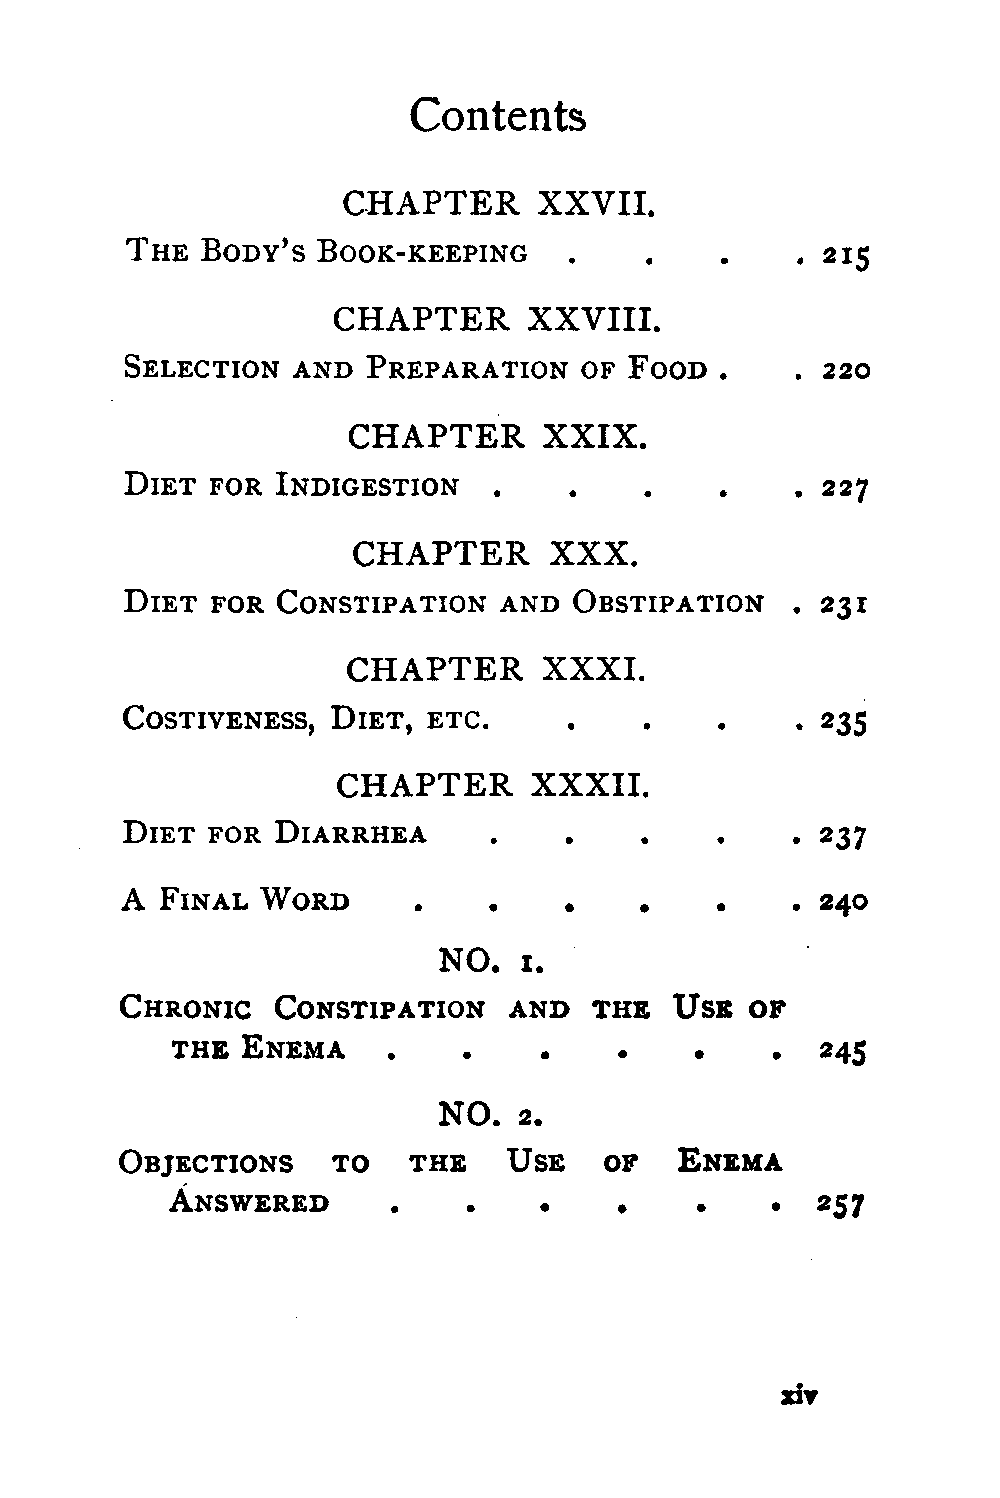 Contents
CHAPTER XXVII.
The Body's Book-keeping . . . . 215
CHAPTER XXVIII.
Selection and Preparation of Food . . 220
CHAPTER XXIX.
Diet for Indigestion . . . . . 227
CHAPTER XXX.
Diet for Constipation and Obstipation . 231
CHAPTER XXXI.
Costiveness, Diet, etc. . . . . 235
CHAPTER XXXII.
Diet for Diarrhea . . . . . 237
A Final Word . . . . . . 240
NO. 1.
Chronic Constipation and the Use of
the Enema . . . . . . 245
NO. 2.
Objections to the Use of Enema
Answered . . . . . . 257
xiv